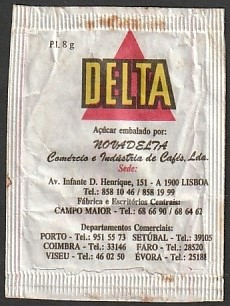 P.l. 8 g
DELTA
Açúcar embalado por:
NOVADELTA
Comércio e Indústria de Cafés, Lda.
Sede:
Av. Infante D. Henrique, 151 - A 1900 LISBOA
Tel.: 858 10 46 / 858 19 99
Fábrica e Escritórios Centrais:
CAMPO MAIOR - Tel.: 68 66 90 / 68 64 62
Departamentos Comerciais:
PORTO - Tel.: 951 55 73 SETÚBAL - Tel.: 39105
COIMBRA - Tel.: 33146 FARO - Tel.: 28520
VISEU - Tel.: 46 02 50 ÉVORA - Tel.: 25188